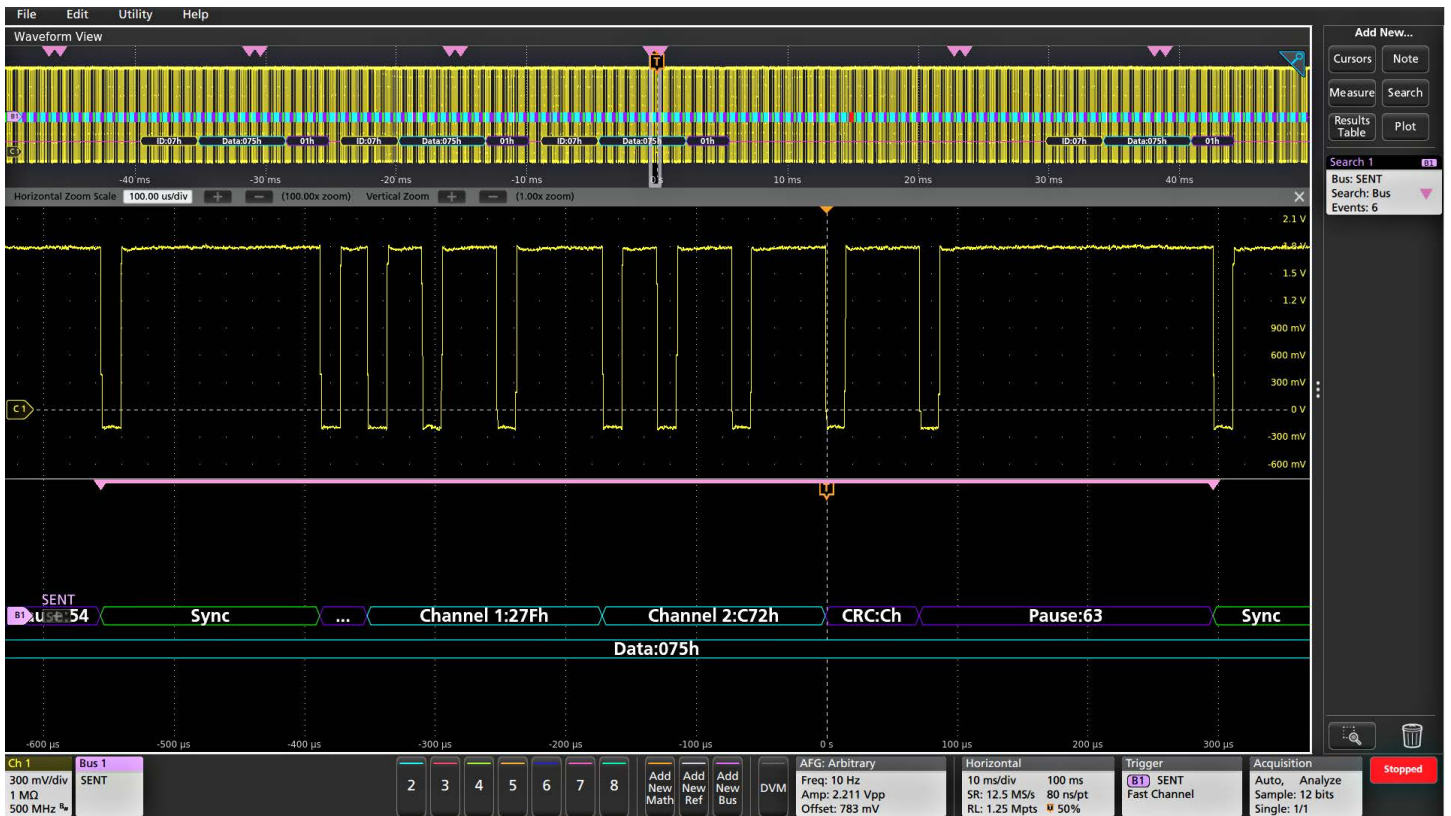 File Edit Utility Help
Waveform View
T
B1
ID:07h Data:075h 01h ID:07h Data:075h 01h ID:07h Data:075h 01h ID:07h Data:075h 01h
C1
-40 ms -30 ms -20 ms -10 ms 0 s 10 ms 20 ms 30 ms 40 ms
Horizontal Zoom Scale 100.00 us/div + - (100.00x zoom) Vertical Zoom + - (1.00x zoom)
2.1 V
1.8 V
1.5 V
1.2 V
900 mV
600 mV
300 mV
C 1
0 V
-300 mV
-600 mV
T
SENT
B1 54 Sync ... Channel 1:27Fh Channel 2:C72h CRC:Ch Pause:63 Sync
Data:075h
-600 µs -500 µs -400 µs -300 µs -200 µs -100 µs 0 s 100 µs 200 µs 300 µs
Add New...
Cursors Note
Measure Search
Results Table Plot
Search 1 B1
Bus: SENT
Search: Bus
Events: 6
Ch 1
300 mV/div
1 MΩ
500 MHz
Bus 1
SENT
2 3 4 5 6 7 8
Add New Math
Add New Ref
Add New Bus
DVM
AFG: Arbitrary
Freq: 10 Hz
Amp: 2.211 Vpp
Offset: 783 mV
Horizontal
10 ms/div 100 ms
SR: 12.5 MS/s 80 ns/pt
RL: 1.25 Mpts 50%
Trigger
B1 SENT
Fast Channel
Acquisition
Auto, Analyze
Sample: 12 bits
Single: 1/1
Stopped